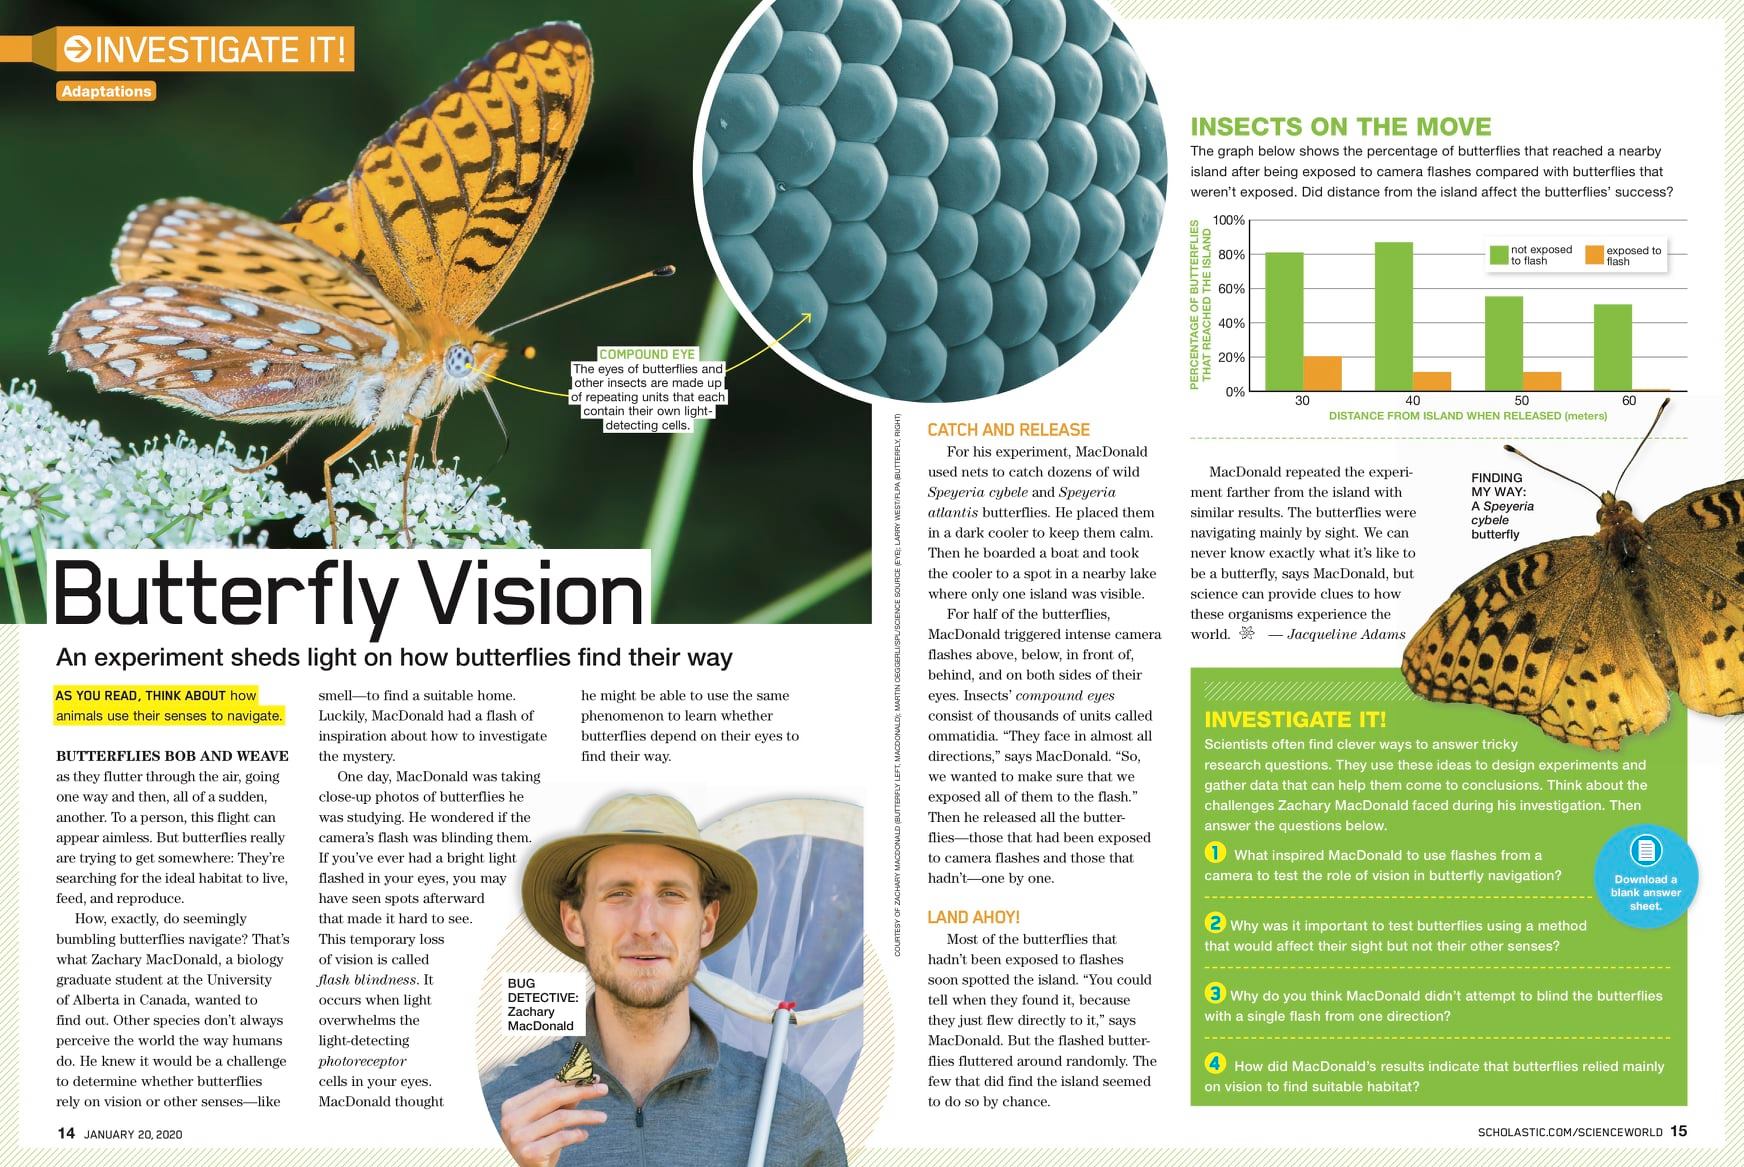 INVESTIGATE IT!
Adaptations
COMPOUND EYE
The eyes of butterflies and
other insects are made up
of repeating units that each
contain their own light-
detecting cells.
Butterfly Vision
An experiment sheds light on how butterflies find their way
AS YOU READ, THINK ABOUT how
animals use their senses to navigate.
BUTTERFLIES BOB AND WEAVE
as they flutter through the air, going
one way and then, all of a sudden,
another. To a person, this flight can
appear aimless. But butterflies really
are trying to get somewhere: They’re
searching for the ideal habitat to live,
feed, and reproduce.
How, exactly, do seemingly
bumbling butterflies navigate? That’s
what Zachary MacDonald, a biology
graduate student at the University
of Alberta in Canada, wanted to
find out. Other species don’t always
perceive the world the way humans
do. He knew it would be a challenge
to determine whether butterflies
rely on vision or other senses—like
smell—to find a suitable home.
Luckily, MacDonald had a flash of
inspiration about how to investigate
the mystery.
One day, MacDonald was taking
close-up photos of butterflies he
was studying. He wondered if the
camera’s flash was blinding them.
If you’ve ever had a bright light
flashed in your eyes, you may
have seen spots afterward
that made it hard to see.
This temporary loss
of vision is called
flash blindness. It
occurs when light
overwhelms the
light-detecting
photoreceptor
cells in your eyes.
MacDonald thought
he might be able to use the same
phenomenon to learn whether
butterflies depend on their eyes to
find their way.
BUG
DETECTIVE:
Zachary
MacDonald
14 JANUARY 20, 2020
COURTESY OF ZACHARY MACDONALD (BUTTERFLY LEFT, MACDONALD); MARTIN OEGGERLI/SPL/SCIENCE SOURCE (EYE); LARRY WEST/FLPA (BUTTERFLY, RIGHT)
CATCH AND RELEASE
For his experiment, MacDonald
used nets to catch dozens of wild
Speyeria cybele and Speyeria
atlantis butterflies. He placed them
in a dark cooler to keep them calm.
Then he boarded a boat and took
the cooler to a spot in a nearby lake
where only one island was visible.
For half of the butterflies,
MacDonald triggered intense camera
flashes above, below, in front of,
behind, and on both sides of their
eyes. Insects’ compound eyes
consist of thousands of units called
ommatidia. “They face in almost all
directions,” says MacDonald. “So,
we wanted to make sure that we
exposed all of them to the flash.”
Then he released all the butter-
flies—those that had been exposed
to camera flashes and those that
hadn’t—one by one.
LAND AHOY!
Most of the butterflies that
hadn’t been exposed to flashes
soon spotted the island. “You could
tell when they found it, because
they just flew directly to it,” says
MacDonald. But the flashed butter-
flies fluttered around randomly. The
few that did find the island seemed
to do so by chance.
INSECTS ON THE MOVE
The graph below shows the percentage of butterflies that reached a nearby
island after being exposed to camera flashes compared with butterflies that
weren’t exposed. Did distance from the island affect the butterflies’ success?
PERCENTAGE OF BUTTERFLIES
THAT REACHED THE ISLAND
100%
80%
60%
40%
20%
0%
not exposed
to flash
exposed to
flash
30 40 50 60
DISTANCE FROM ISLAND WHEN RELEASED (meters)
MacDonald repeated the experi-
ment farther from the island with
similar results. The butterflies were
navigating mainly by sight. We can
never know exactly what it’s like to
be a butterfly, says MacDonald, but
science can provide clues to how
these organisms experience the
world. — Jacqueline Adams
FINDING
MY WAY:
A Speyeria
cybele
butterfly
INVESTIGATE IT!
Scientists often find clever ways to answer tricky
research questions. They use these ideas to design experiments and
gather data that can help them come to conclusions. Think about the
challenges Zachary MacDonald faced during his investigation. Then
answer the questions below.
1 What inspired MacDonald to use flashes from a
camera to test the role of vision in butterfly navigation?
2 Why was it important to test butterflies using a method
that would affect their sight but not their other senses?
3 Why do you think MacDonald didn’t attempt to blind the butterflies
with a single flash from one direction?
4 How did MacDonald’s results indicate that butterflies relied mainly
on vision to find suitable habitat?
Download a
blank answer
sheet.
SCHOLASTIC.COM/SCIENCEWORLD 15